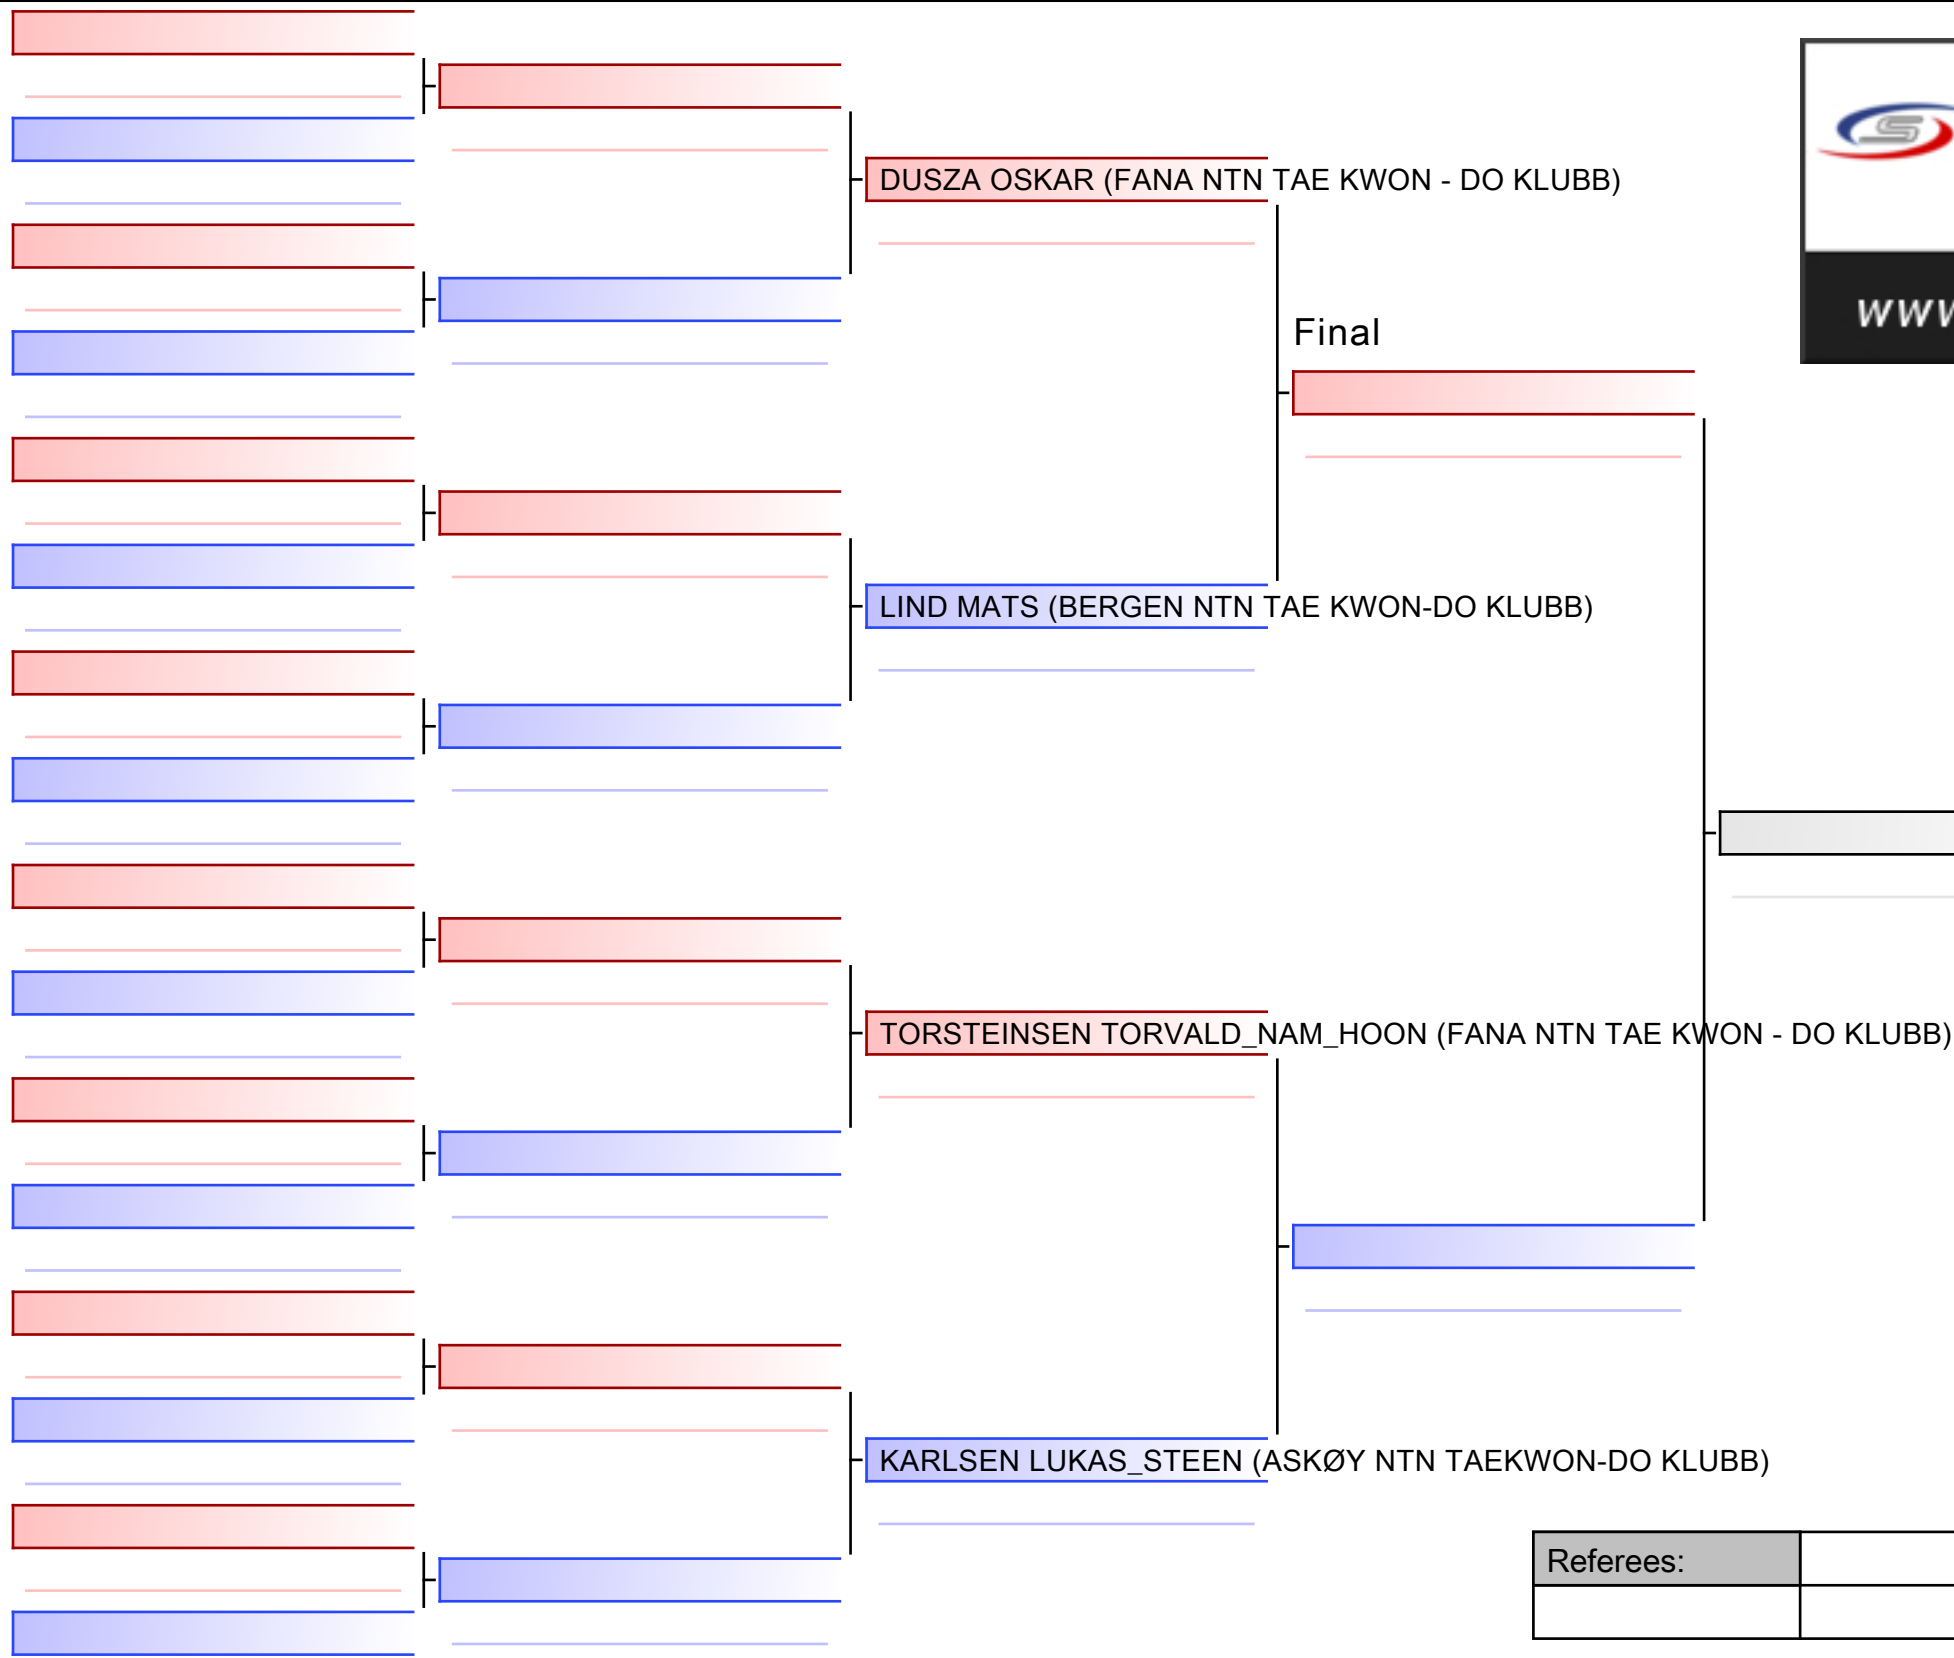 DUSZA OSKAR (FANA NTN TAE KWON - DO KLUBB)
Final
LIND MATS (BERGEN NTN TAE KWON-DO KLUBB)
TORSTEINSEN TORVALD_NAM_HOON (FANA NTN TAE KWON - DO KLUBB)
KARLSEN LUKAS_STEEN (ASKØY NTN TAEKWON-DO KLUBB)
Referees: